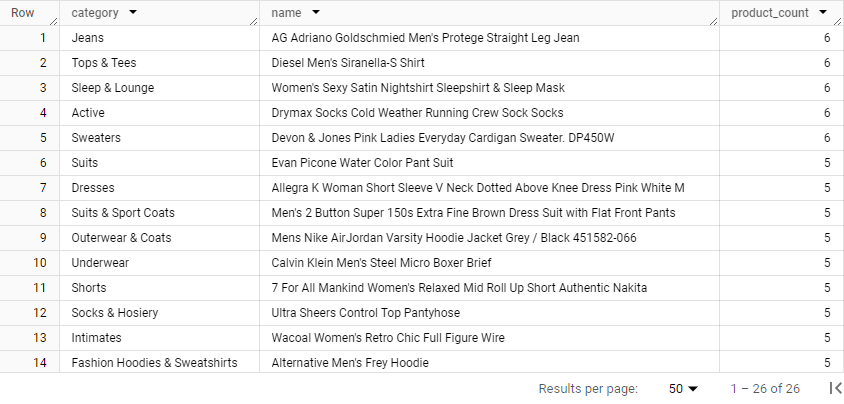 Row category name product_count
1 Jeans AG Adriano Goldschmied Men's Protege Straight Leg Jean 6
2 Tops & Tees Diesel Men's Siranella-S Shirt 6
3 Sleep & Lounge Women's Sexy Satin Nightshirt Sleepshirt & Sleep Mask 6
4 Active Drymax Socks Cold Weather Running Crew Sock Socks 6
5 Sweaters Devon & Jones Pink Ladies Everyday Cardigan Sweater. DP450W 6
6 Suits Evan Picone Water Color Pant Suit 5
7 Dresses Allegra K Woman Short Sleeve V Neck Dotted Above Knee Dress Pink White M 5
8 Suits & Sport Coats Men's 2 Button Super 150s Extra Fine Brown Dress Suit with Flat Front Pants 5
9 Outerwear & Coats Mens Nike AirJordan Varsity Hoodie Jacket Grey / Black 451582-066 5
10 Underwear Calvin Klein Men's Steel Micro Boxer Brief 5
11 Shorts 7 For All Mankind Women's Relaxed Mid Roll Up Short Authentic Nakita 5
12 Socks & Hosiery Ultra Sheers Control Top Pantyhose 5
13 Intimates Wacoal Women's Retro Chic Full Figure Wire 5
14 Fashion Hoodies & Sweatshirts Alternative Men's Frey Hoodie 5
Results per page: 50 1 – 26 of 26